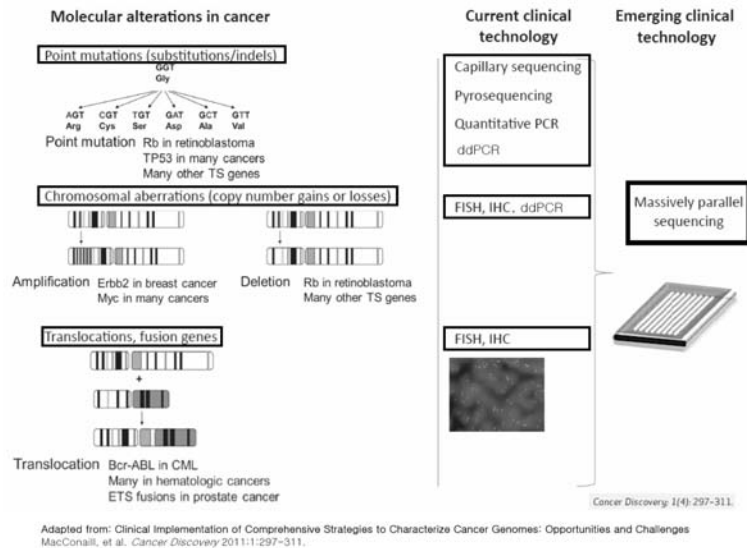 Molecular alterations in cancer
Current clinical
technology
Emerging clinical
technology
Point mutations (substitutions/indels)
GGT
Gly
AGT CGT TGT GAT GCT GTT
Arg Cys Ser Asp Ala Val
Point mutation Rb in retinoblastoma
TP53 in many cancers
Many other TS genes
Capillary sequencing
Pyrosequencing
Quantitative PCR
ddPCR
Chromosomal aberrations (copy number gains or losses)
FISH, IHC, ddPCR
Massively parallel
sequencing
Amplification Erbb2 in breast cancer
Myc in many cancers
Deletion Rb in retinoblastoma
Many other TS genes
Translocations, fusion genes
FISH, IHC
+
Translocation Bcr-ABL in CML
Many in hematologic cancers
ETS fusions in prostate cancer
Cancer Discovery; 1(4): 297-311.
Adapted from: Clinical Implementation of Comprehensive Strategies to Characterize Cancer Genomes: Opportunities and Challenges
MacConaill, et al. Cancer Discovery 2011;1:297-311.